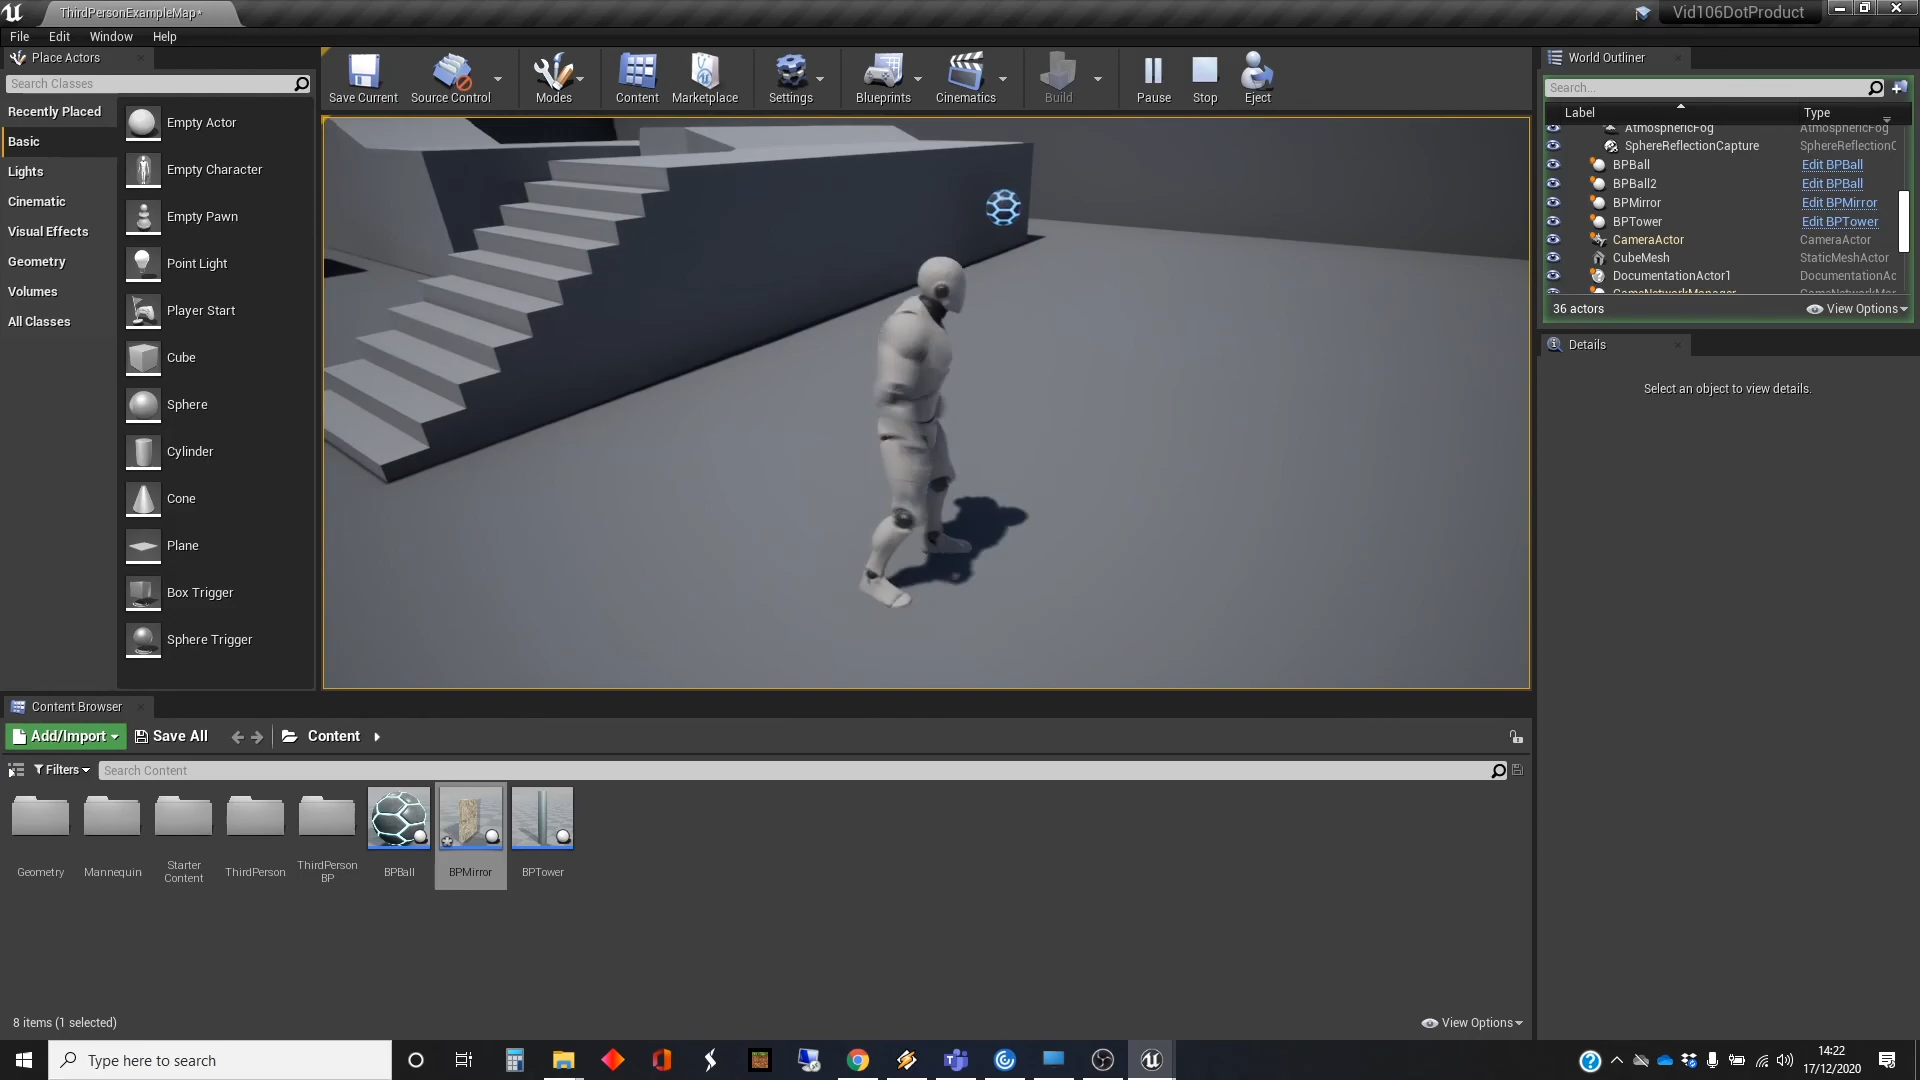 ThirdPersonExampleMap*
Vid106DotProduct
File Edit Window Help
Place Actors
Search Classes
Recently Placed
Basic
Lights
Cinematic
Visual Effects
Geometry
Volumes
All Classes
Empty Actor
Empty Character
Empty Pawn
Point Light
Player Start
Cube
Sphere
Cylinder
Cone
Plane
Box Trigger
Sphere Trigger
Save Current Source Control Modes Content Marketplace Settings Blueprints Cinematics Build Pause Stop Eject
World Outliner
Search...
Label Type
AtmosphericFog AtmosphericFog
SphereReflectionCapture SphereReflectionC
BPBall Edit BPBall
BPBall2 Edit BPBall
BPMirror Edit BPMirror
BPTower Edit BPTower
CameraActor CameraActor
CubeMesh StaticMeshActor
DocumentationActor1 DocumentationAc
GameNetworkManager GameNetworkMan
36 actors View Options
Details
Select an object to view details.
Content Browser
Add/Import Save All Content
Filters Search Content
Geometry
Mannequin
Starter
Content
ThirdPerson
ThirdPerson
BP
BPBall
BPMirror
BPTower
8 items (1 selected) View Options
Type here to search
14:22
17/12/2020